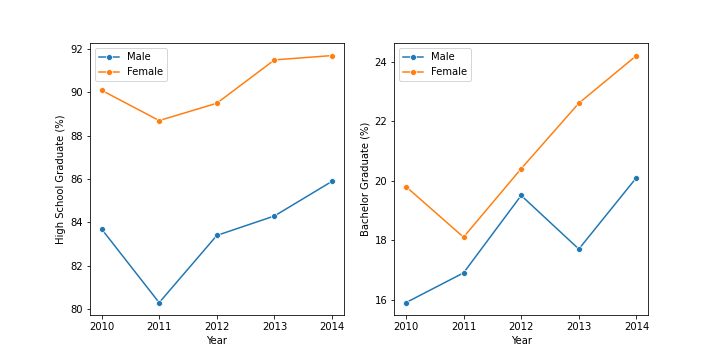 Male
Female
92
90
88
86
84
82
80
High School Graduate (%)
2010 2011 2012 2013 2014
Year
Male
Female
24
22
20
18
16
Bachelor Graduate (%)
2010 2011 2012 2013 2014
Year